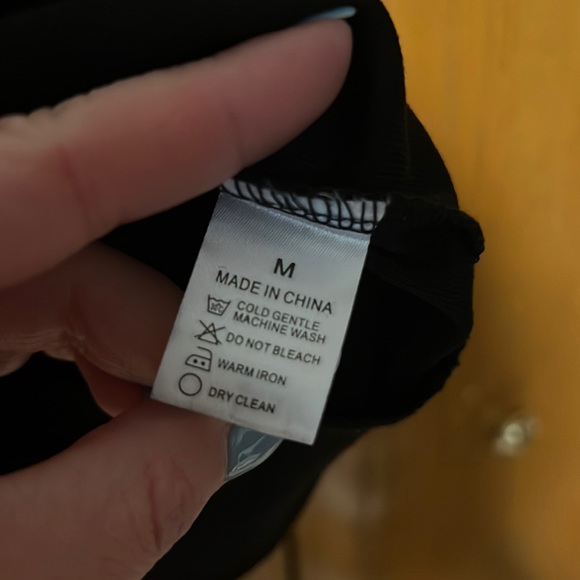 M
MADE IN CHINA
COLD GENTLE
MACHINE WASH
DO NOT BLEACH
WARM IRON
DRY CLEAN